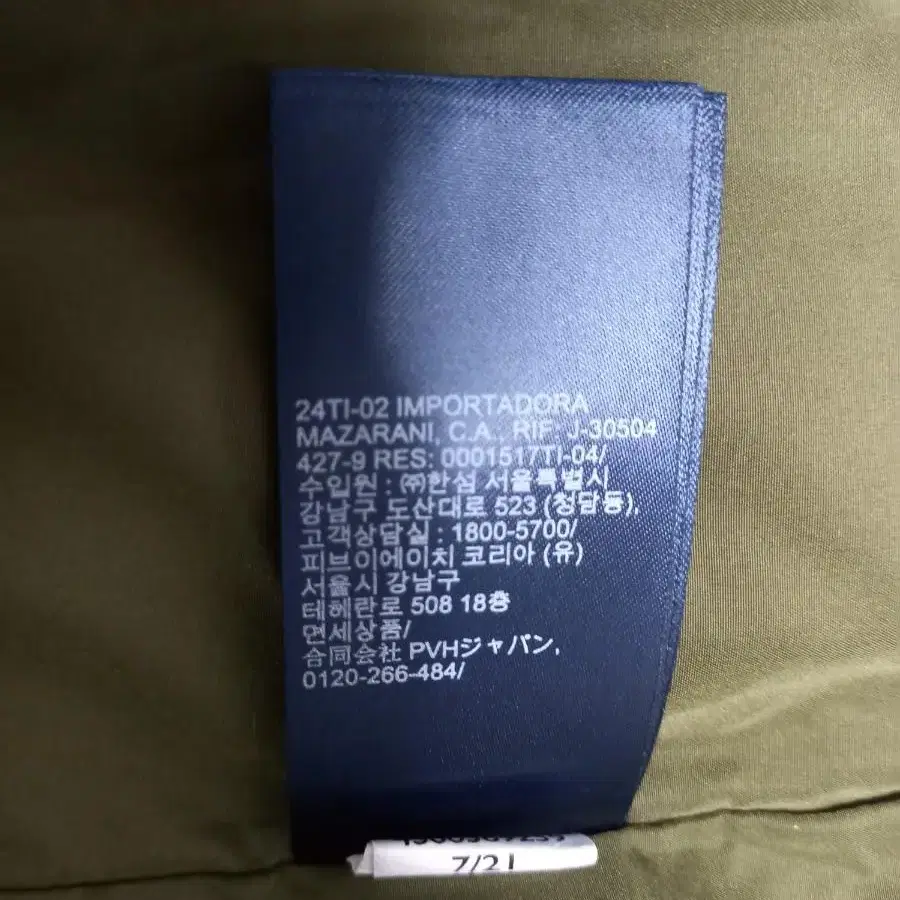 24TI-02 IMPORTADORA
MAZARANI, C.A., RIF: J-30504
427-9 RES: 0001517TI-04/
수입원 : ㈜한섬 서울특별시
강남구 도산대로 523 (청담동),
고객상담실 : 1800-5700/
피브이에이치 코리아 (유)
서울시 강남구
테헤란로 508 18층
면세상품/
合同会社 PVHジャパン,
0120-266-484/
7/21